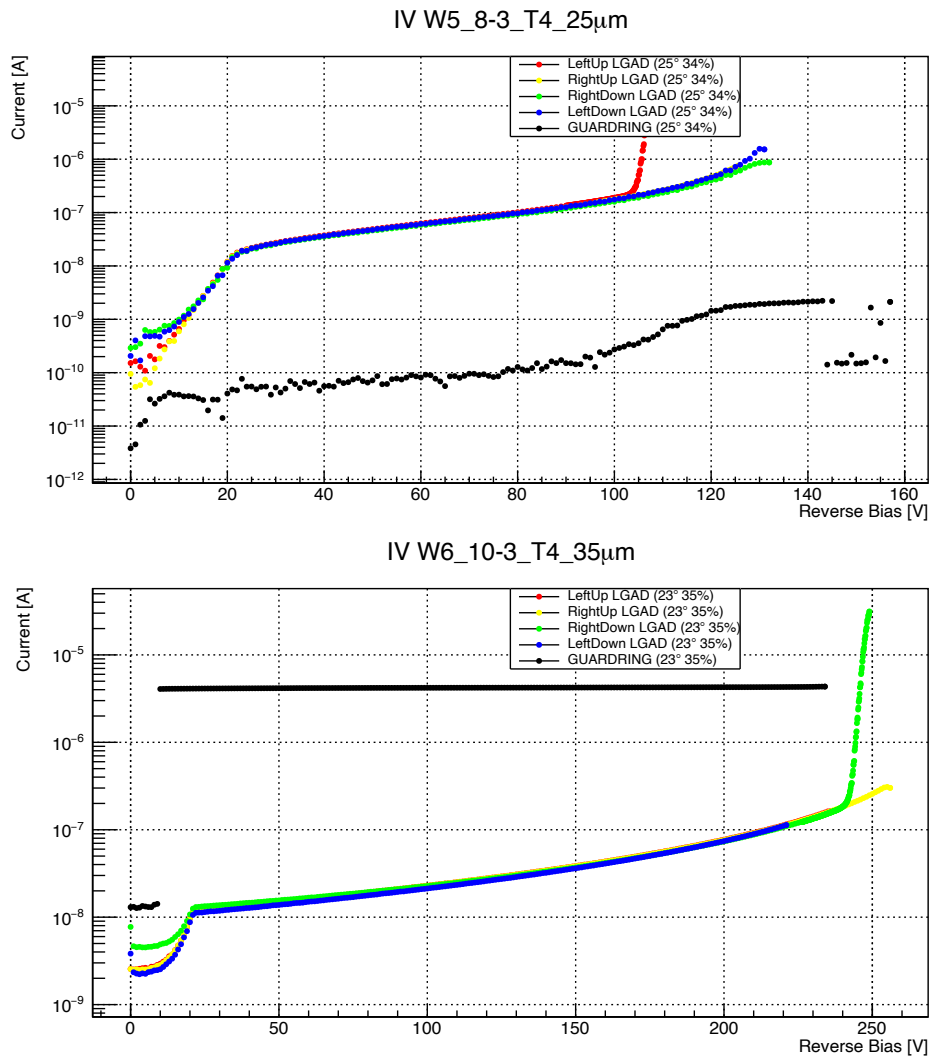 IV W5_8-3_T4_25μm
Current [A]
LeftUp LGAD (25° 34%)
RightUp LGAD (25° 34%)
RightDown LGAD (25° 34%)
LeftDown LGAD (25° 34%)
GUARDRING (25° 34%)
10⁻⁵
10⁻⁶
10⁻⁷
10⁻⁸
10⁻⁹
10⁻¹⁰
10⁻¹¹
10⁻¹²
0 20 40 60 80 100 120 140 160
Reverse Bias [V]
IV W6_10-3_T4_35μm
Current [A]
LeftUp LGAD (23° 35%)
RightUp LGAD (23° 35%)
RightDown LGAD (23° 35%)
LeftDown LGAD (23° 35%)
GUARDRING (23° 35%)
10⁻⁵
10⁻⁶
10⁻⁷
10⁻⁸
10⁻⁹
0 50 100 150 200 250
Reverse Bias [V]